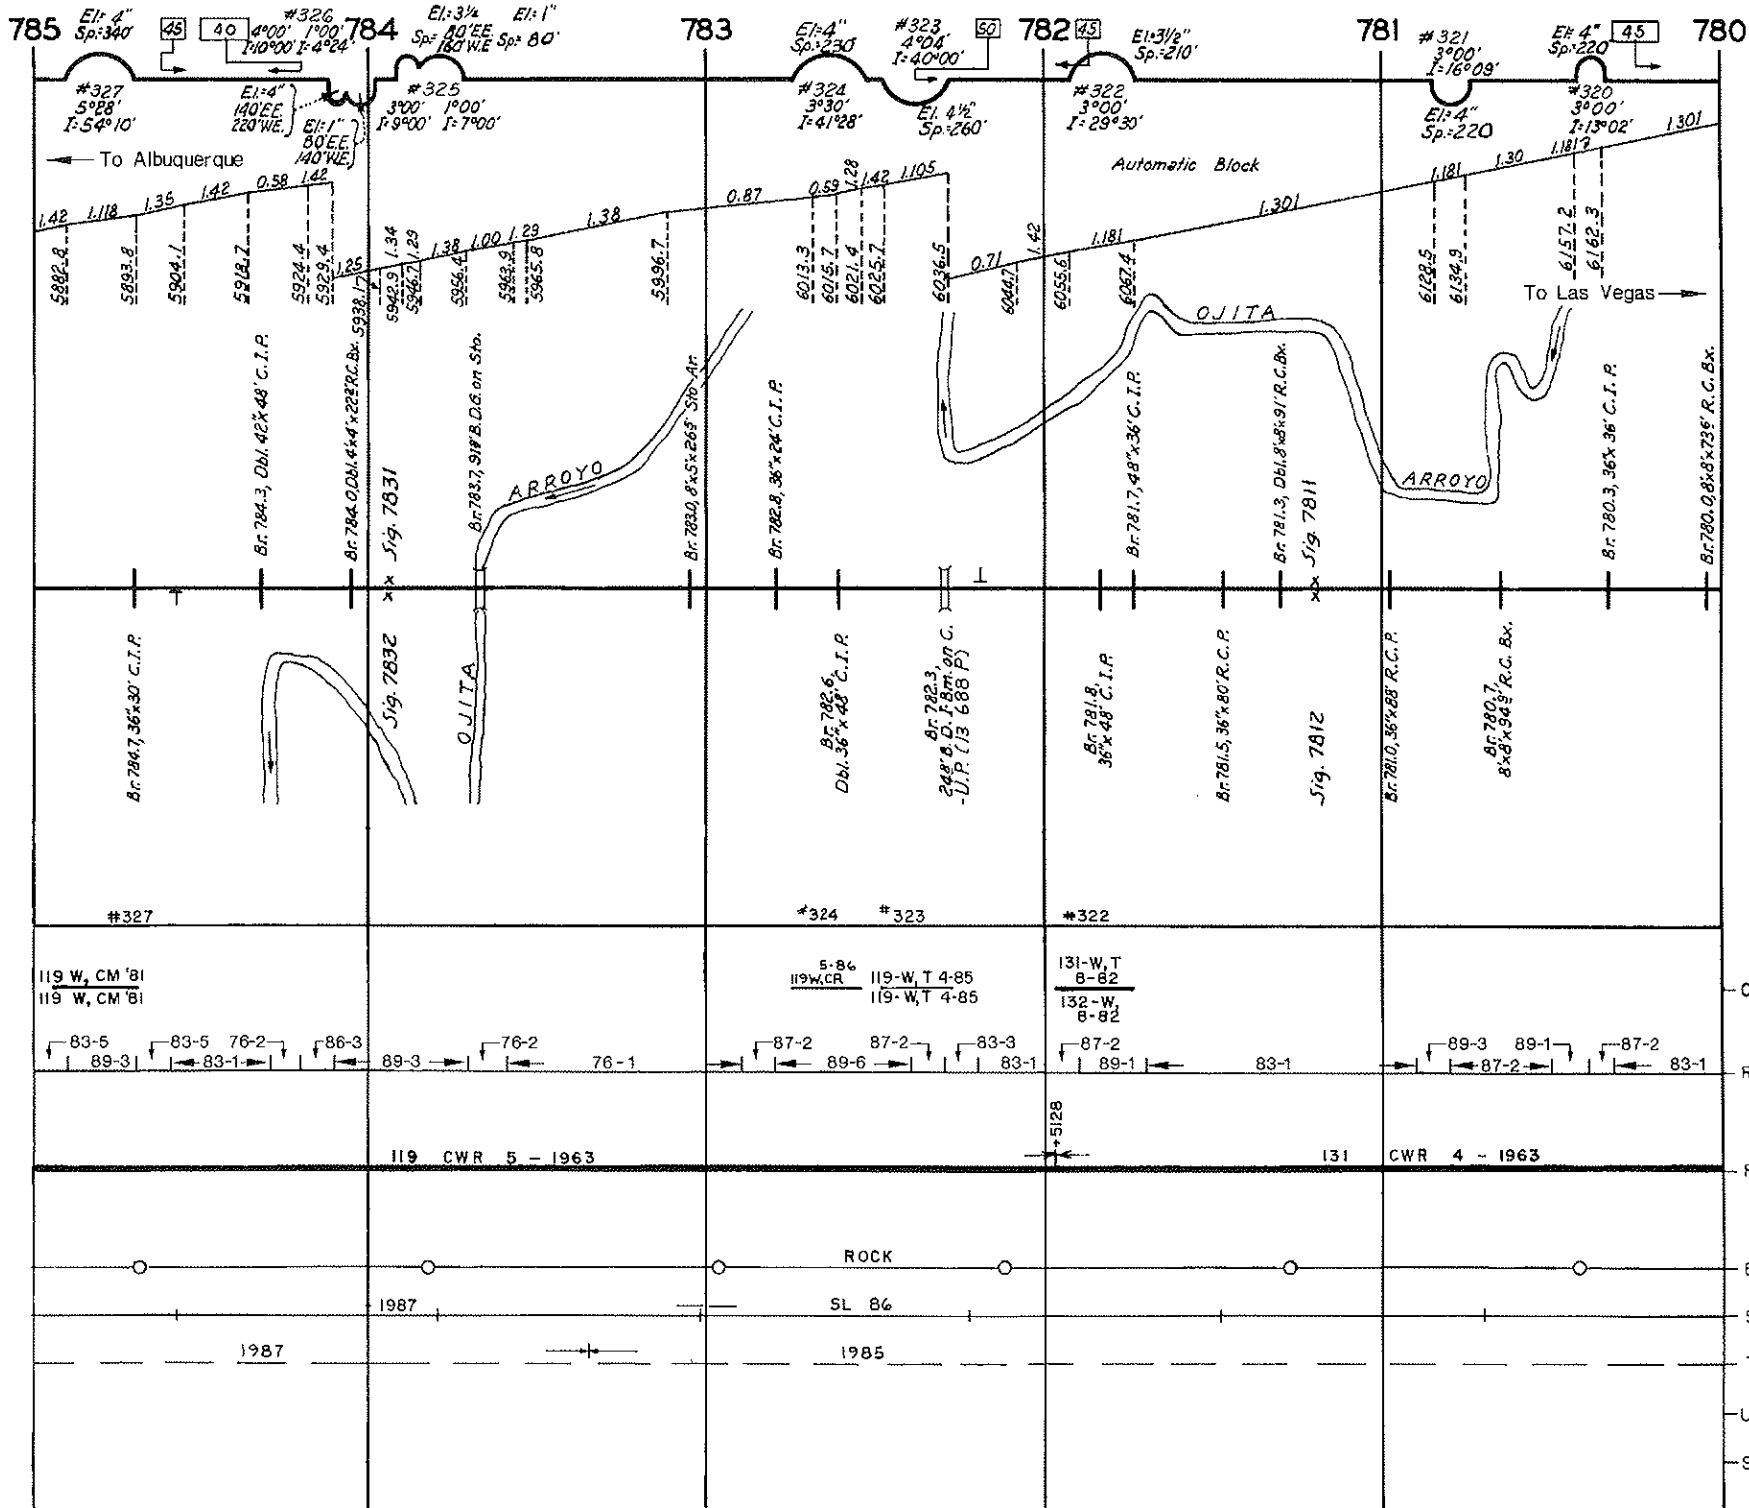 785
784
783
782
781
780
El.= 4"
Sp.=340'
45
40
#326
4°00' 1°00'
I=10°00' I=4°24'
El.=3¼
Sp.= 80'EE
160'W.E.
El.=1"
Sp.= 80'
El.=4"
Sp.=230'
#323
4°04'
I=40°00'
50
45
El.=3½"
Sp.=210'
#321
3°00'
I=16°09'
El.= 4"
Sp.=220'
45
#327
5°28'
I=54°10'
El.=4"
140'E.E.
220'W.E.
El.=1"
80'E.E.
140'W.E.
#325
3°00' 1°00'
I=9°00' I=7°00'
#324
3°30'
I=41°28'
El. 4½"
Sp.=260'
#322
3°00'
I=29°30'
El.=4"
Sp.=220
#320
3°00'
I=13°02'
To Albuquerque
Automatic Block
1.42 1.118 1.35 1.42 0.58 1.42
1.25 1.34 1.29 1.38 1.00 1.29 1.38 0.87 0.59 1.28 1.42 1.105
0.71 1.42 1.181 1.301 1.181 1.30 1.181 1.301
5882.8
5893.8
5904.1
5918.7
5924.4
5929.4
5938.1
5942.9
5946.7
5956.4
5963.9
5965.8
5996.7
6013.3
6015.7
6021.4
6025.7
6036.5
6044.7
6055.6
6067.4
6128.5
6134.9
6157.2
6162.3
To Las Vegas
OJITA
ARROYO
ARROYO
OJITA
Br. 784.3, Dbl. 42"x 48' C.I.P.
Br. 784.0, Dbl. 4'x4'x22' R.C. Bx.
Sig. 7831
Br. 783.7, 91' B.D.G. on Sto.
Br. 783.0, 8'x5'x265' Sto. Ar.
Br. 782.8, 36"x24' C.I.P.
Br. 781.7, 48"x36' C.I.P.
Br. 781.3, Dbl. 8'x8'x91' R.C. Bx.
Sig. 7811
Br. 780.3, 36"x 36' C.I.P.
Br. 780.0, 8'x8'x736' R.C. Bx.
Br. 784.7, 36"x30' C.I.P.
Sig. 7832
Br. 782.6,
Dbl. 36"x 48' C.I.P.
Br. 782.3,
248' B.D. I-Bm. on C.
-U.P. (13 688 P)
Br. 781.8,
36"x 48' C.I.P.
Br. 781.5, 36"x80' R.C.P.
Sig. 7812
Br. 781.0, 36"x88' R.C.P.
Br. 780.7,
8'x8'x94' R.C. Bx.
#327
#324
#323
#322
119 W, CM '81
119 W, CM '81
5-86
119W,CR
119-W, T 4-85
119-W, T 4-85
131-W, T
8-82
132-W,
8-82
83-5 83-5 76-2 86-3 76-2 87-2 87-2 83-3 87-2 89-3 89-1 87-2
89-3 83-1 89-3 76-1 89-6 83-1 89-1 83-1 87-2 83-1
+5128
119 CWR 5 - 1963
131 CWR 4 - 1963
ROCK
1987
SL 86
1987
1985